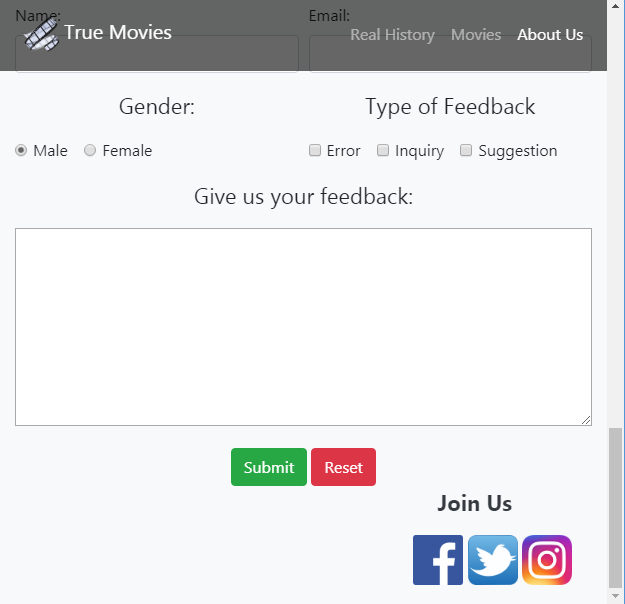 Name:
Email:
True Movies
Real History
Movies
About Us
Gender:
Type of Feedback
Male
Female
Error
Inquiry
Suggestion
Give us your feedback:
Submit
Reset
Join Us